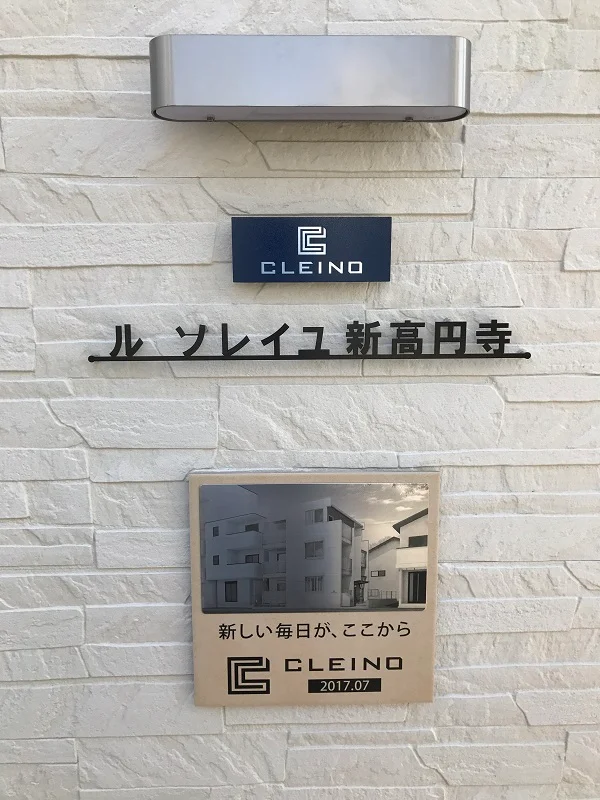 CLEINO
ル ソレイユ 新高円寺
新しい毎日が、ここから
CLEINO
2017.07